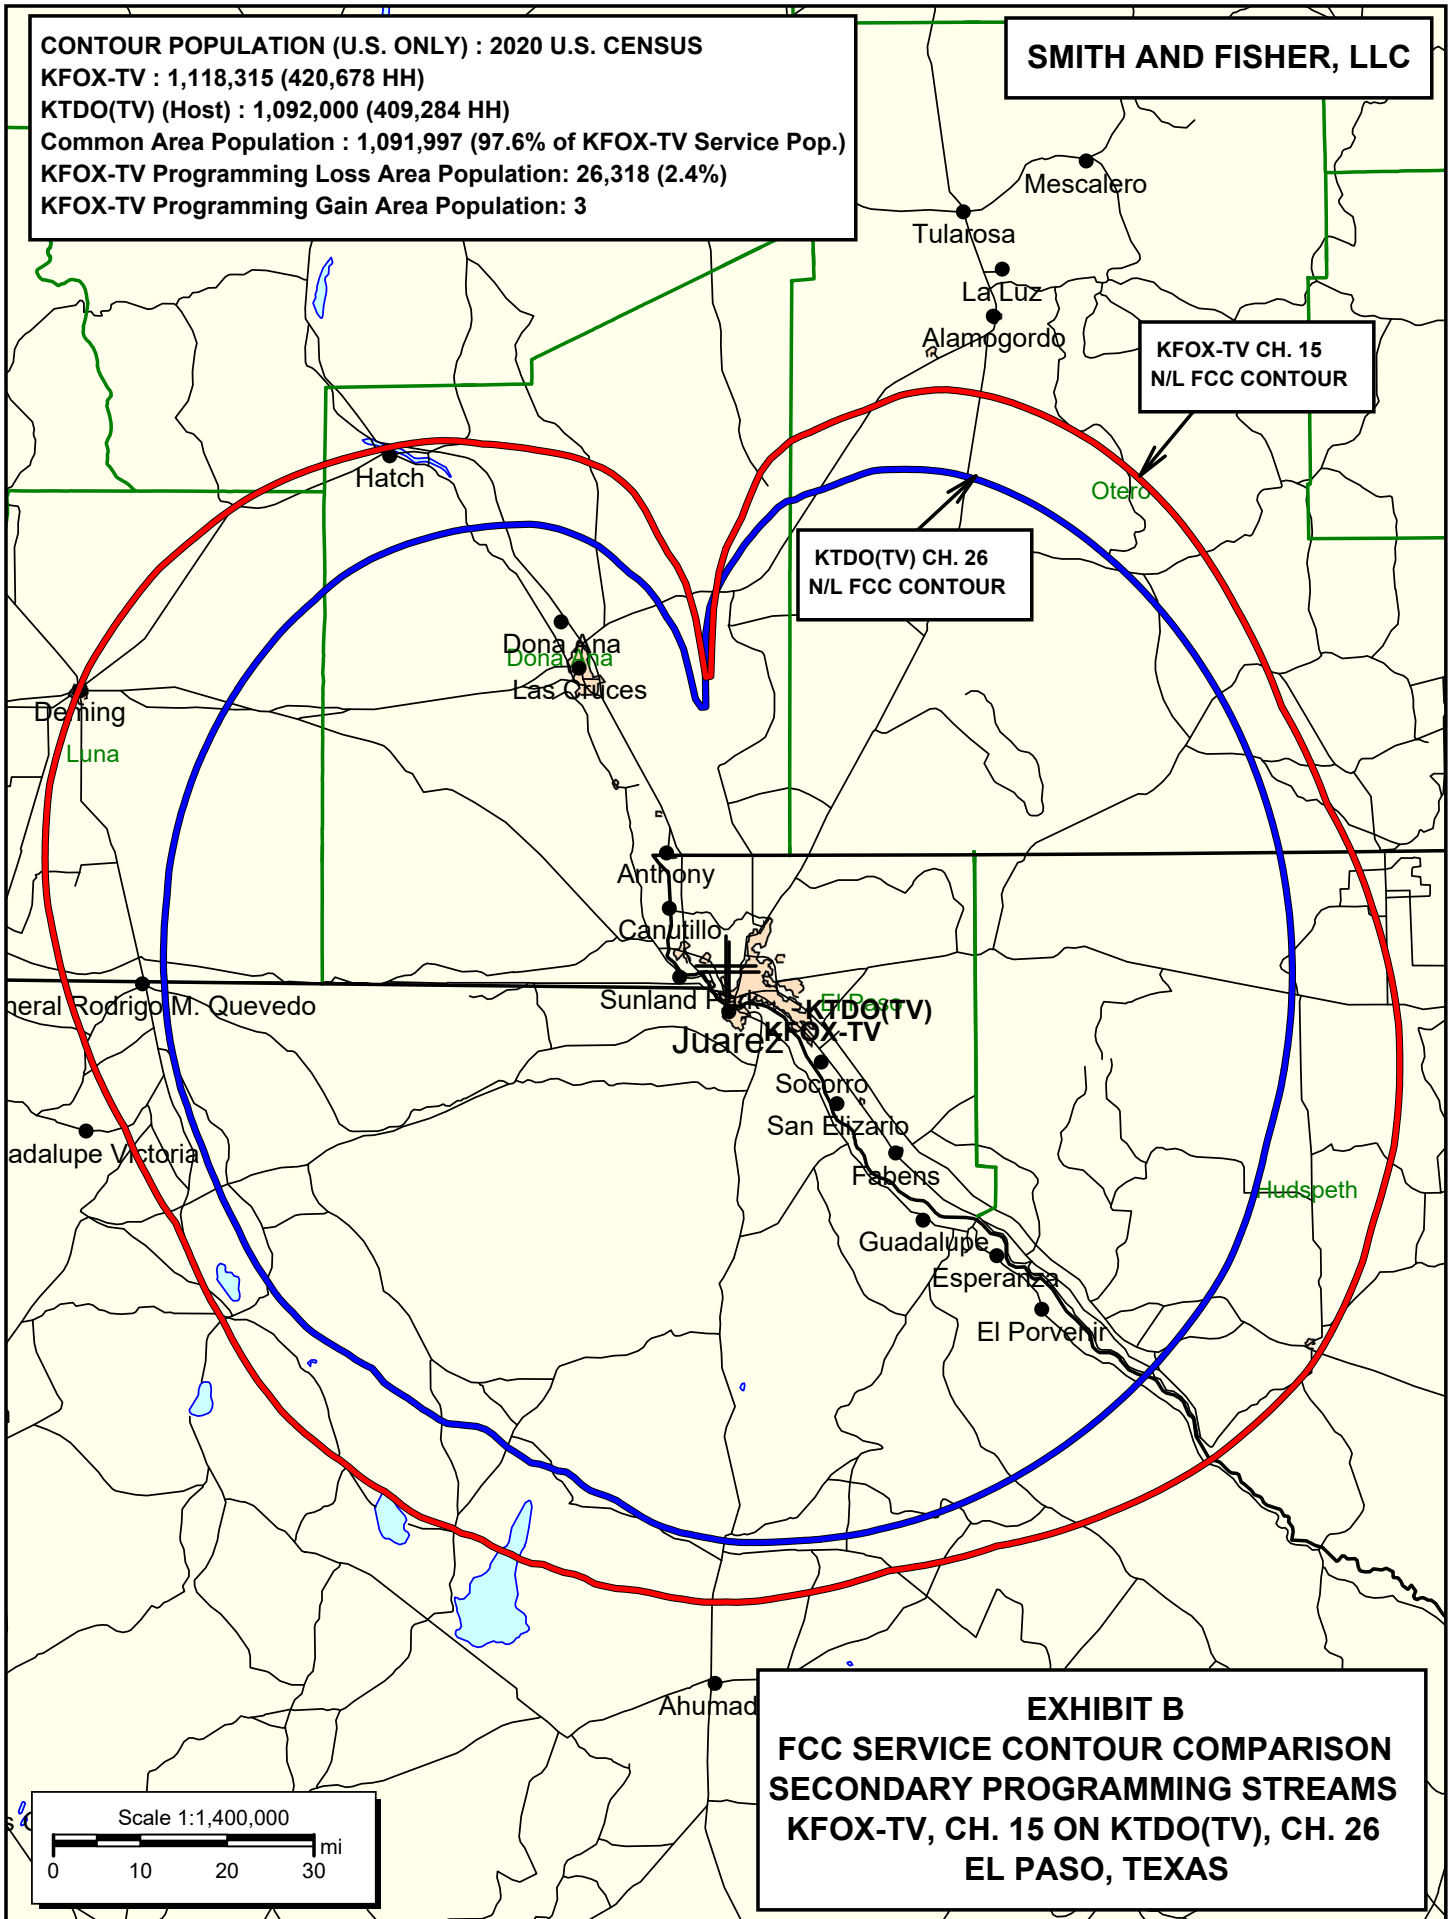 CONTOUR POPULATION (U.S. ONLY) : 2020 U.S. CENSUS
KFOX-TV : 1,118,315 (420,678 HH)
KTDO(TV) (Host) : 1,092,000 (409,284 HH)
Common Area Population : 1,091,997 (97.6% of KFOX-TV Service Pop.)
KFOX-TV Programming Loss Area Population: 26,318 (2.4%)
KFOX-TV Programming Gain Area Population: 3
SMITH AND FISHER, LLC
Mescalero
Tularosa
La Luz
Alamogordo
KFOX-TV CH. 15
N/L FCC CONTOUR
Hatch
Otero
KTDO(TV) CH. 26
N/L FCC CONTOUR
Dona Ana
Dona Ana
Las Cruces
Deming
Luna
Anthony
Canutillo
Sunland Park
El Paso
neral Rodrigo M. Quevedo
KTDO(TV)
KFOX-TV
Juarez
Socorro
San Elizario
adalupe Victoria
Fabens
Hudspeth
Guadalupe
Esperanza
El Porvenir
Ahumad
EXHIBIT B
FCC SERVICE CONTOUR COMPARISON
SECONDARY PROGRAMMING STREAMS
KFOX-TV, CH. 15 ON KTDO(TV), CH. 26
EL PASO, TEXAS
Scale 1:1,400,000
mi
0 10 20 30